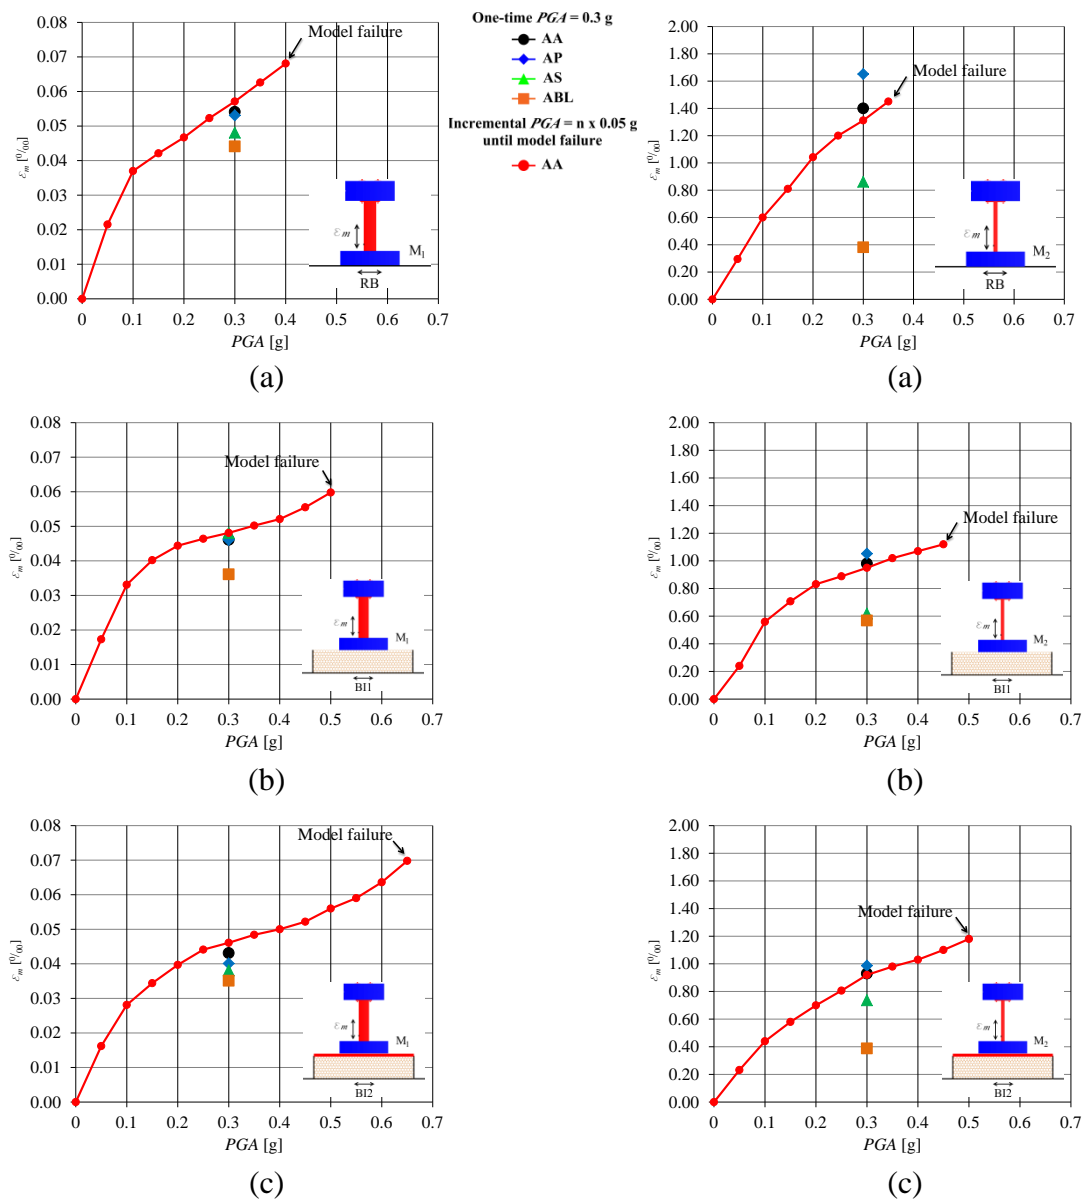 One-time PGA = 0.3 g
AA
AP
AS
ABL
Incremental PGA = n x 0.05 g
until model failure
AA
0.08
0.07
0.06
0.05
0.04
0.03
0.02
0.01
0.00
εm [0/00]
Model failure
εm
M1
RB
0 0.1 0.2 0.3 0.4 0.5 0.6 0.7
PGA [g]
(a)
2.00
1.80
1.60
1.40
1.20
1.00
0.80
0.60
0.40
0.20
0.00
εm [0/00]
Model failure
εm
M2
RB
0 0.1 0.2 0.3 0.4 0.5 0.6 0.7
PGA [g]
(a)
0.08
0.07
0.06
0.05
0.04
0.03
0.02
0.01
0.00
εm [0/00]
Model failure
εm
M1
BI1
0 0.1 0.2 0.3 0.4 0.5 0.6 0.7
PGA [g]
(b)
2.00
1.80
1.60
1.40
1.20
1.00
0.80
0.60
0.40
0.20
0.00
εm [0/00]
Model failure
εm
M2
BI1
0 0.1 0.2 0.3 0.4 0.5 0.6 0.7
PGA [g]
(b)
0.08
0.07
0.06
0.05
0.04
0.03
0.02
0.01
0.00
εm [0/00]
Model failure
εm
M1
BI2
0 0.1 0.2 0.3 0.4 0.5 0.6 0.7
PGA [g]
(c)
2.00
1.80
1.60
1.40
1.20
1.00
0.80
0.60
0.40
0.20
0.00
εm [0/00]
Model failure
εm
M2
BI2
0 0.1 0.2 0.3 0.4 0.5 0.6 0.7
PGA [g]
(c)